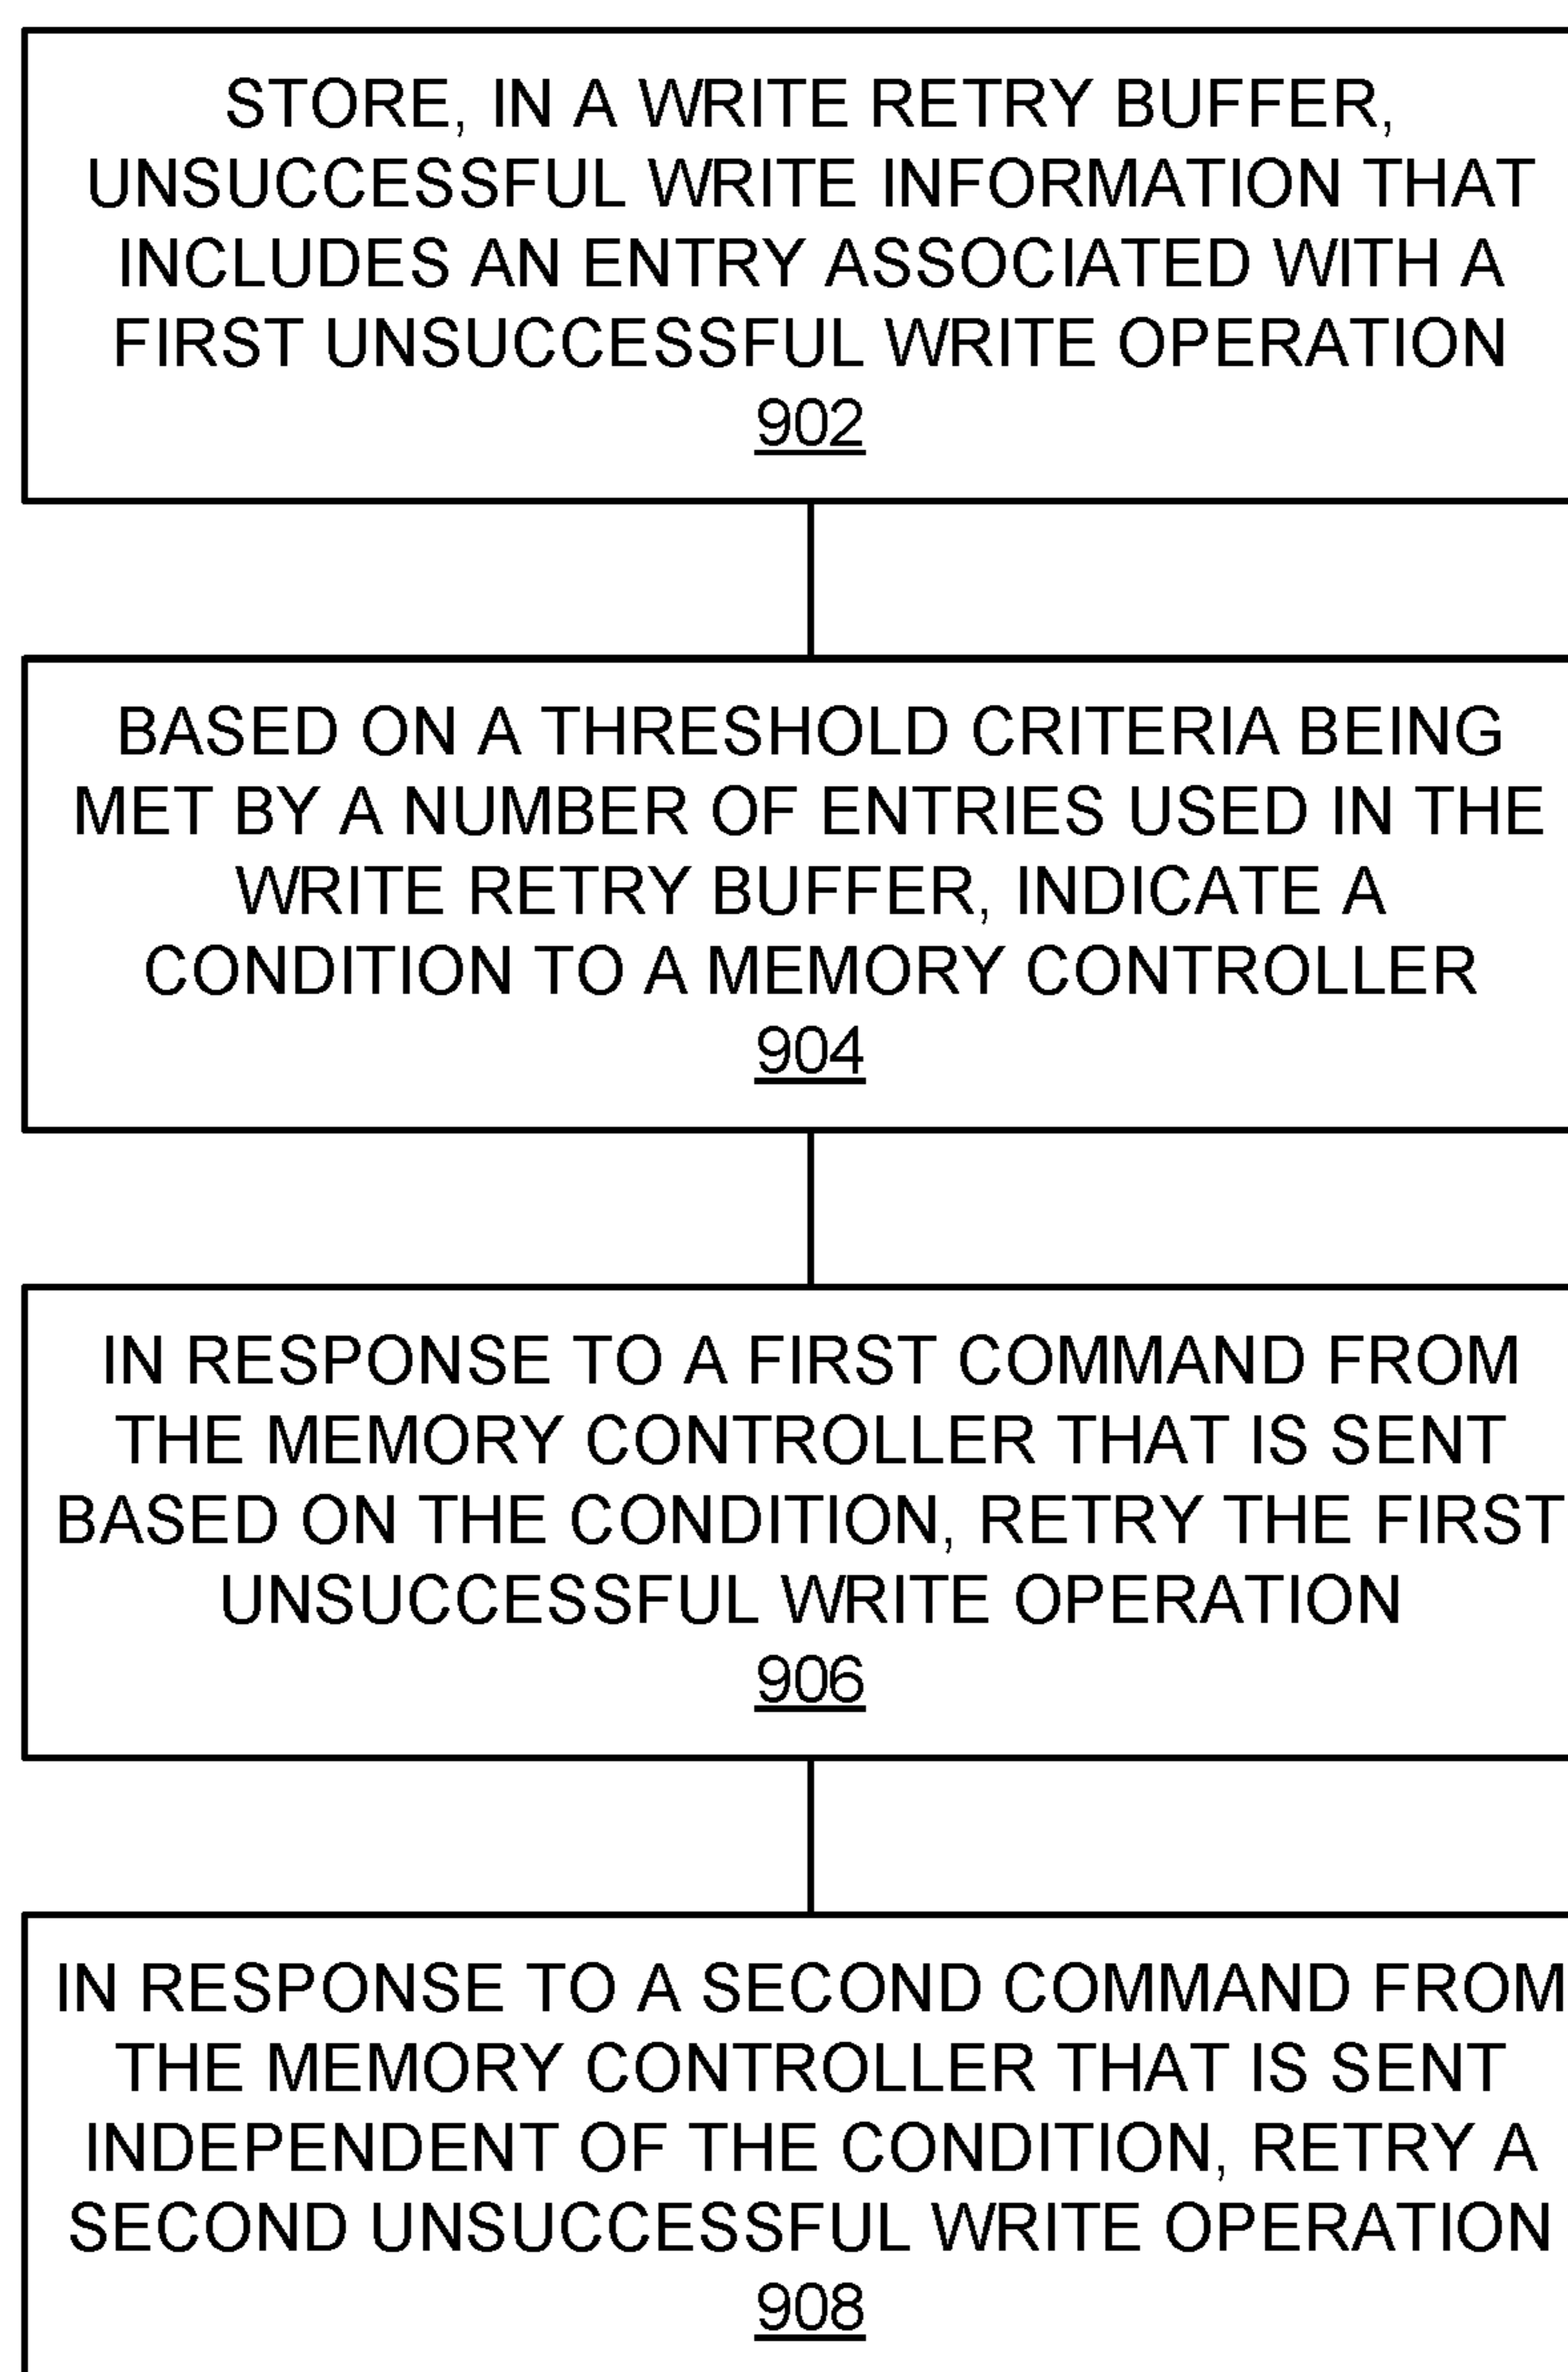 STORE, IN A WRITE RETRY BUFFER,
UNSUCCESSFUL WRITE INFORMATION THAT
INCLUDES AN ENTRY ASSOCIATED WITH A
FIRST UNSUCCESSFUL WRITE OPERATION
902
BASED ON A THRESHOLD CRITERIA BEING
MET BY A NUMBER OF ENTRIES USED IN THE
WRITE RETRY BUFFER, INDICATE A
CONDITION TO A MEMORY CONTROLLER
904
IN RESPONSE TO A FIRST COMMAND FROM
THE MEMORY CONTROLLER THAT IS SENT
BASED ON THE CONDITION, RETRY THE FIRST
UNSUCCESSFUL WRITE OPERATION
906
IN RESPONSE TO A SECOND COMMAND FROM
THE MEMORY CONTROLLER THAT IS SENT
INDEPENDENT OF THE CONDITION, RETRY A
SECOND UNSUCCESSFUL WRITE OPERATION
908